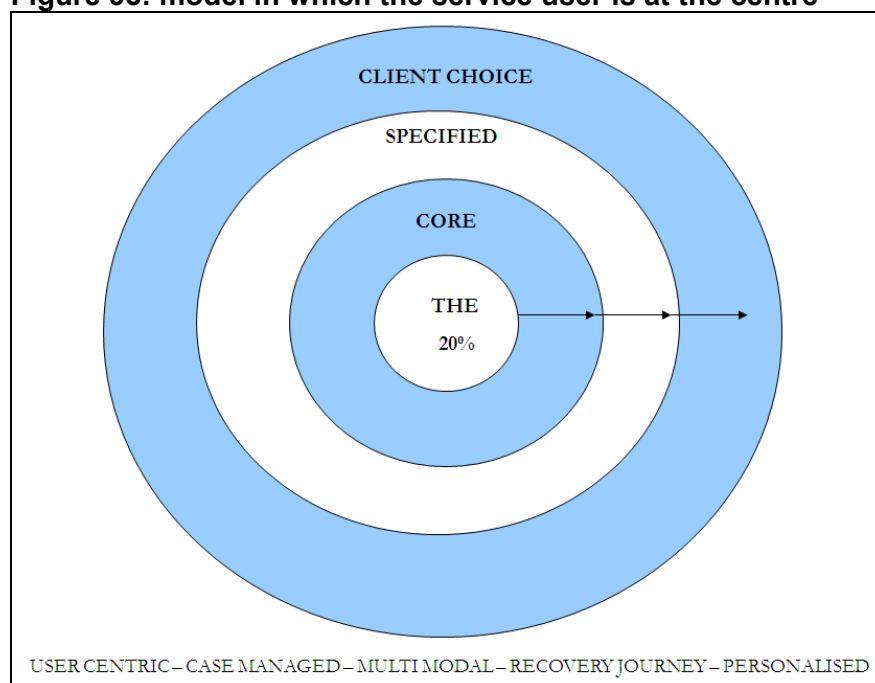 Figure 03: model in which the service user is at the centre
CLIENT CHOICE
SPECIFIED
CORE
THE
20%
USER CENTRIC – CASE MANAGED – MULTI MODAL – RECOVERY JOURNEY – PERSONALISED